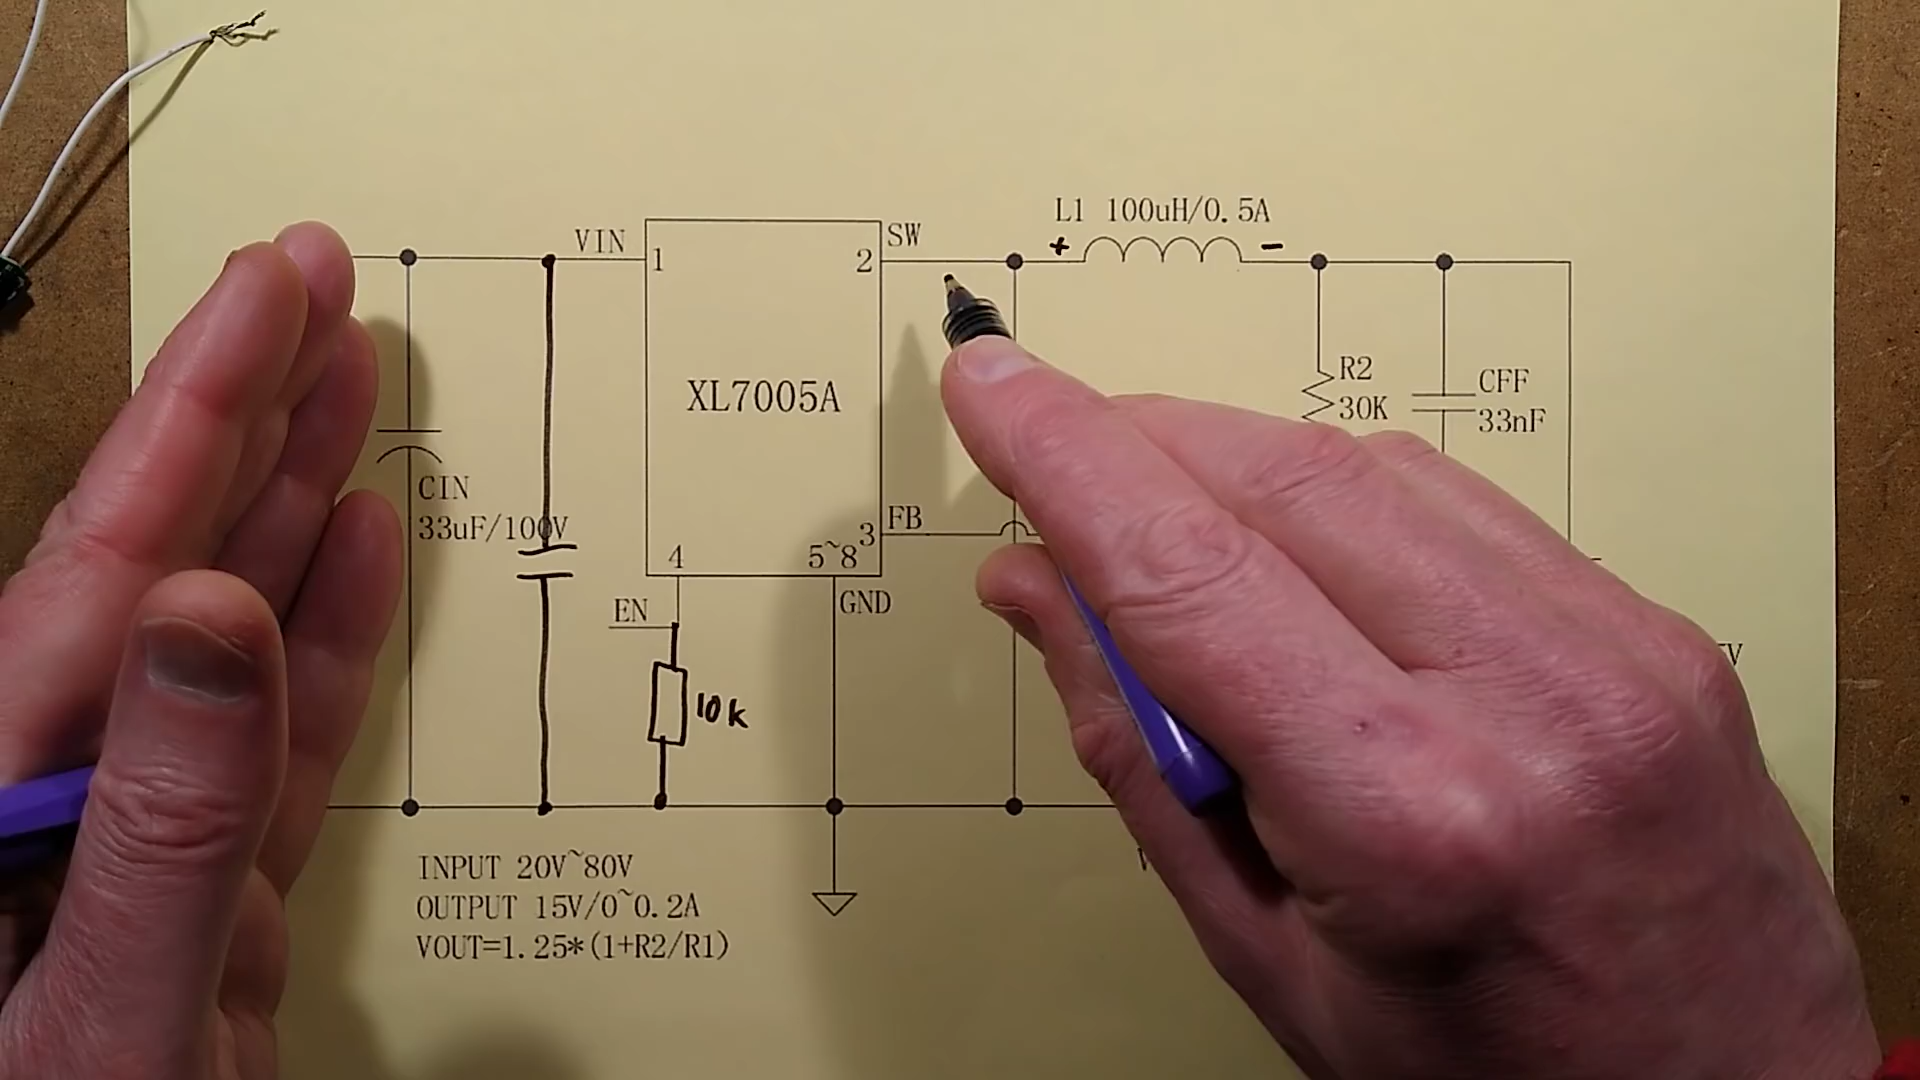 L1 100uH/0.5A
+ -
VIN
1
2
SW
XL7005A
R2
30K
CFF
33nF
CIN
33uF/100V
3
FB
4
5~8
EN
GND
10k
INPUT 20V~80V
OUTPUT 15V/0~0.2A
VOUT=1.25*(1+R2/R1)